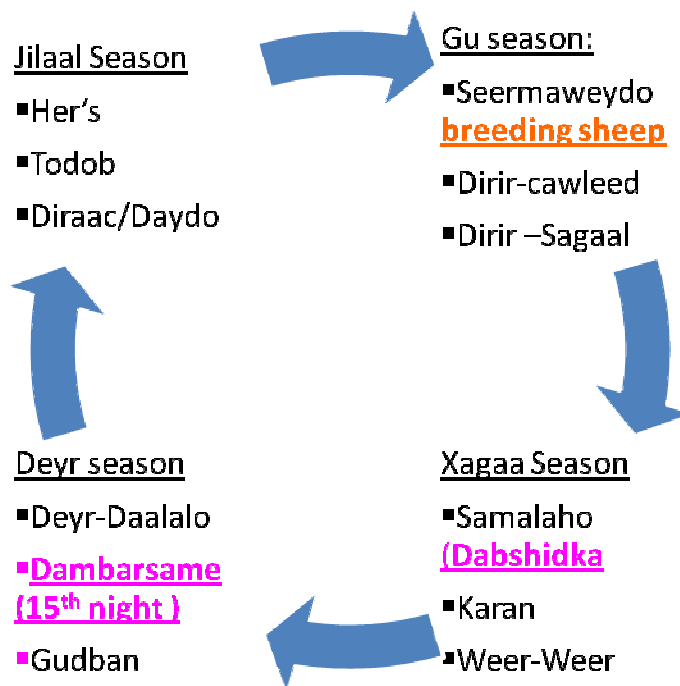 Jilaal Season
▪Her's
▪Todob
▪Diraac/Daydo
Gu season:
▪Seermaweydo
breeding sheep
▪Dirir-cawleed
▪Dirir –Sagaal
Xagaa Season
▪Samalaho
(Dabshidka
▪Karan
▪Weer-Weer
Deyr season
▪Deyr-Daalalo
▪Dambarsame
(15th night )
▪Gudban